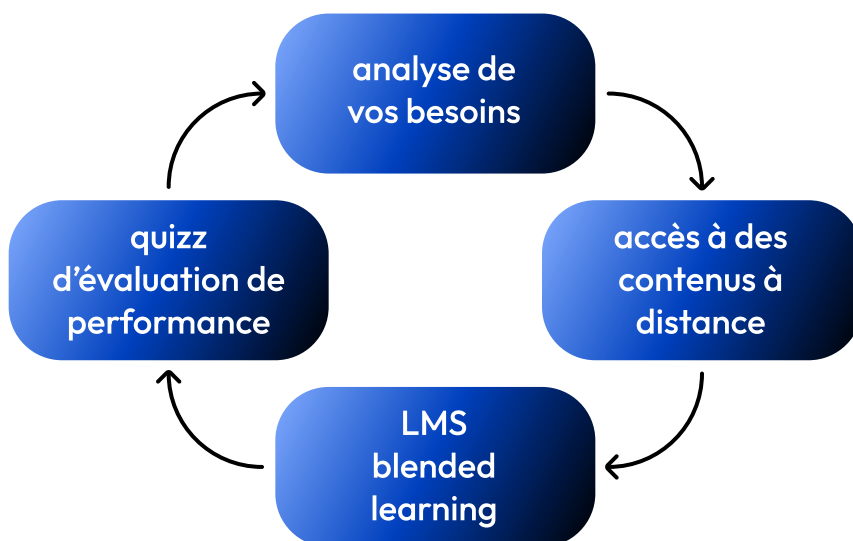 analyse de
vos besoins
accès à des
contenus à
distance
LMS
blended
learning
quizz
d’évaluation de
performance